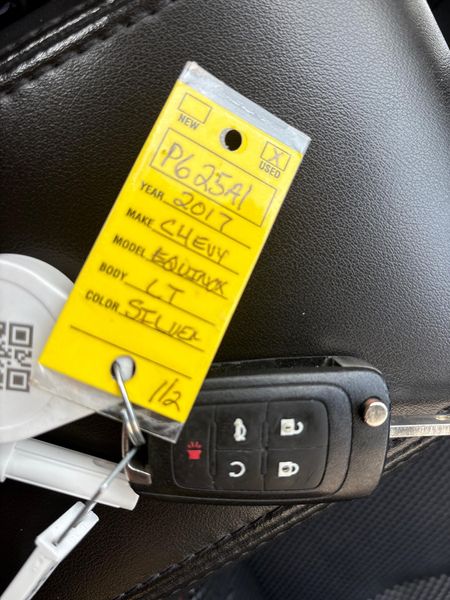 NEW
X
USED
P625A1
YEAR 2017
MAKE CHEVY
MODEL EQUINOX
BODY LT
COLOR SILVER
1/2